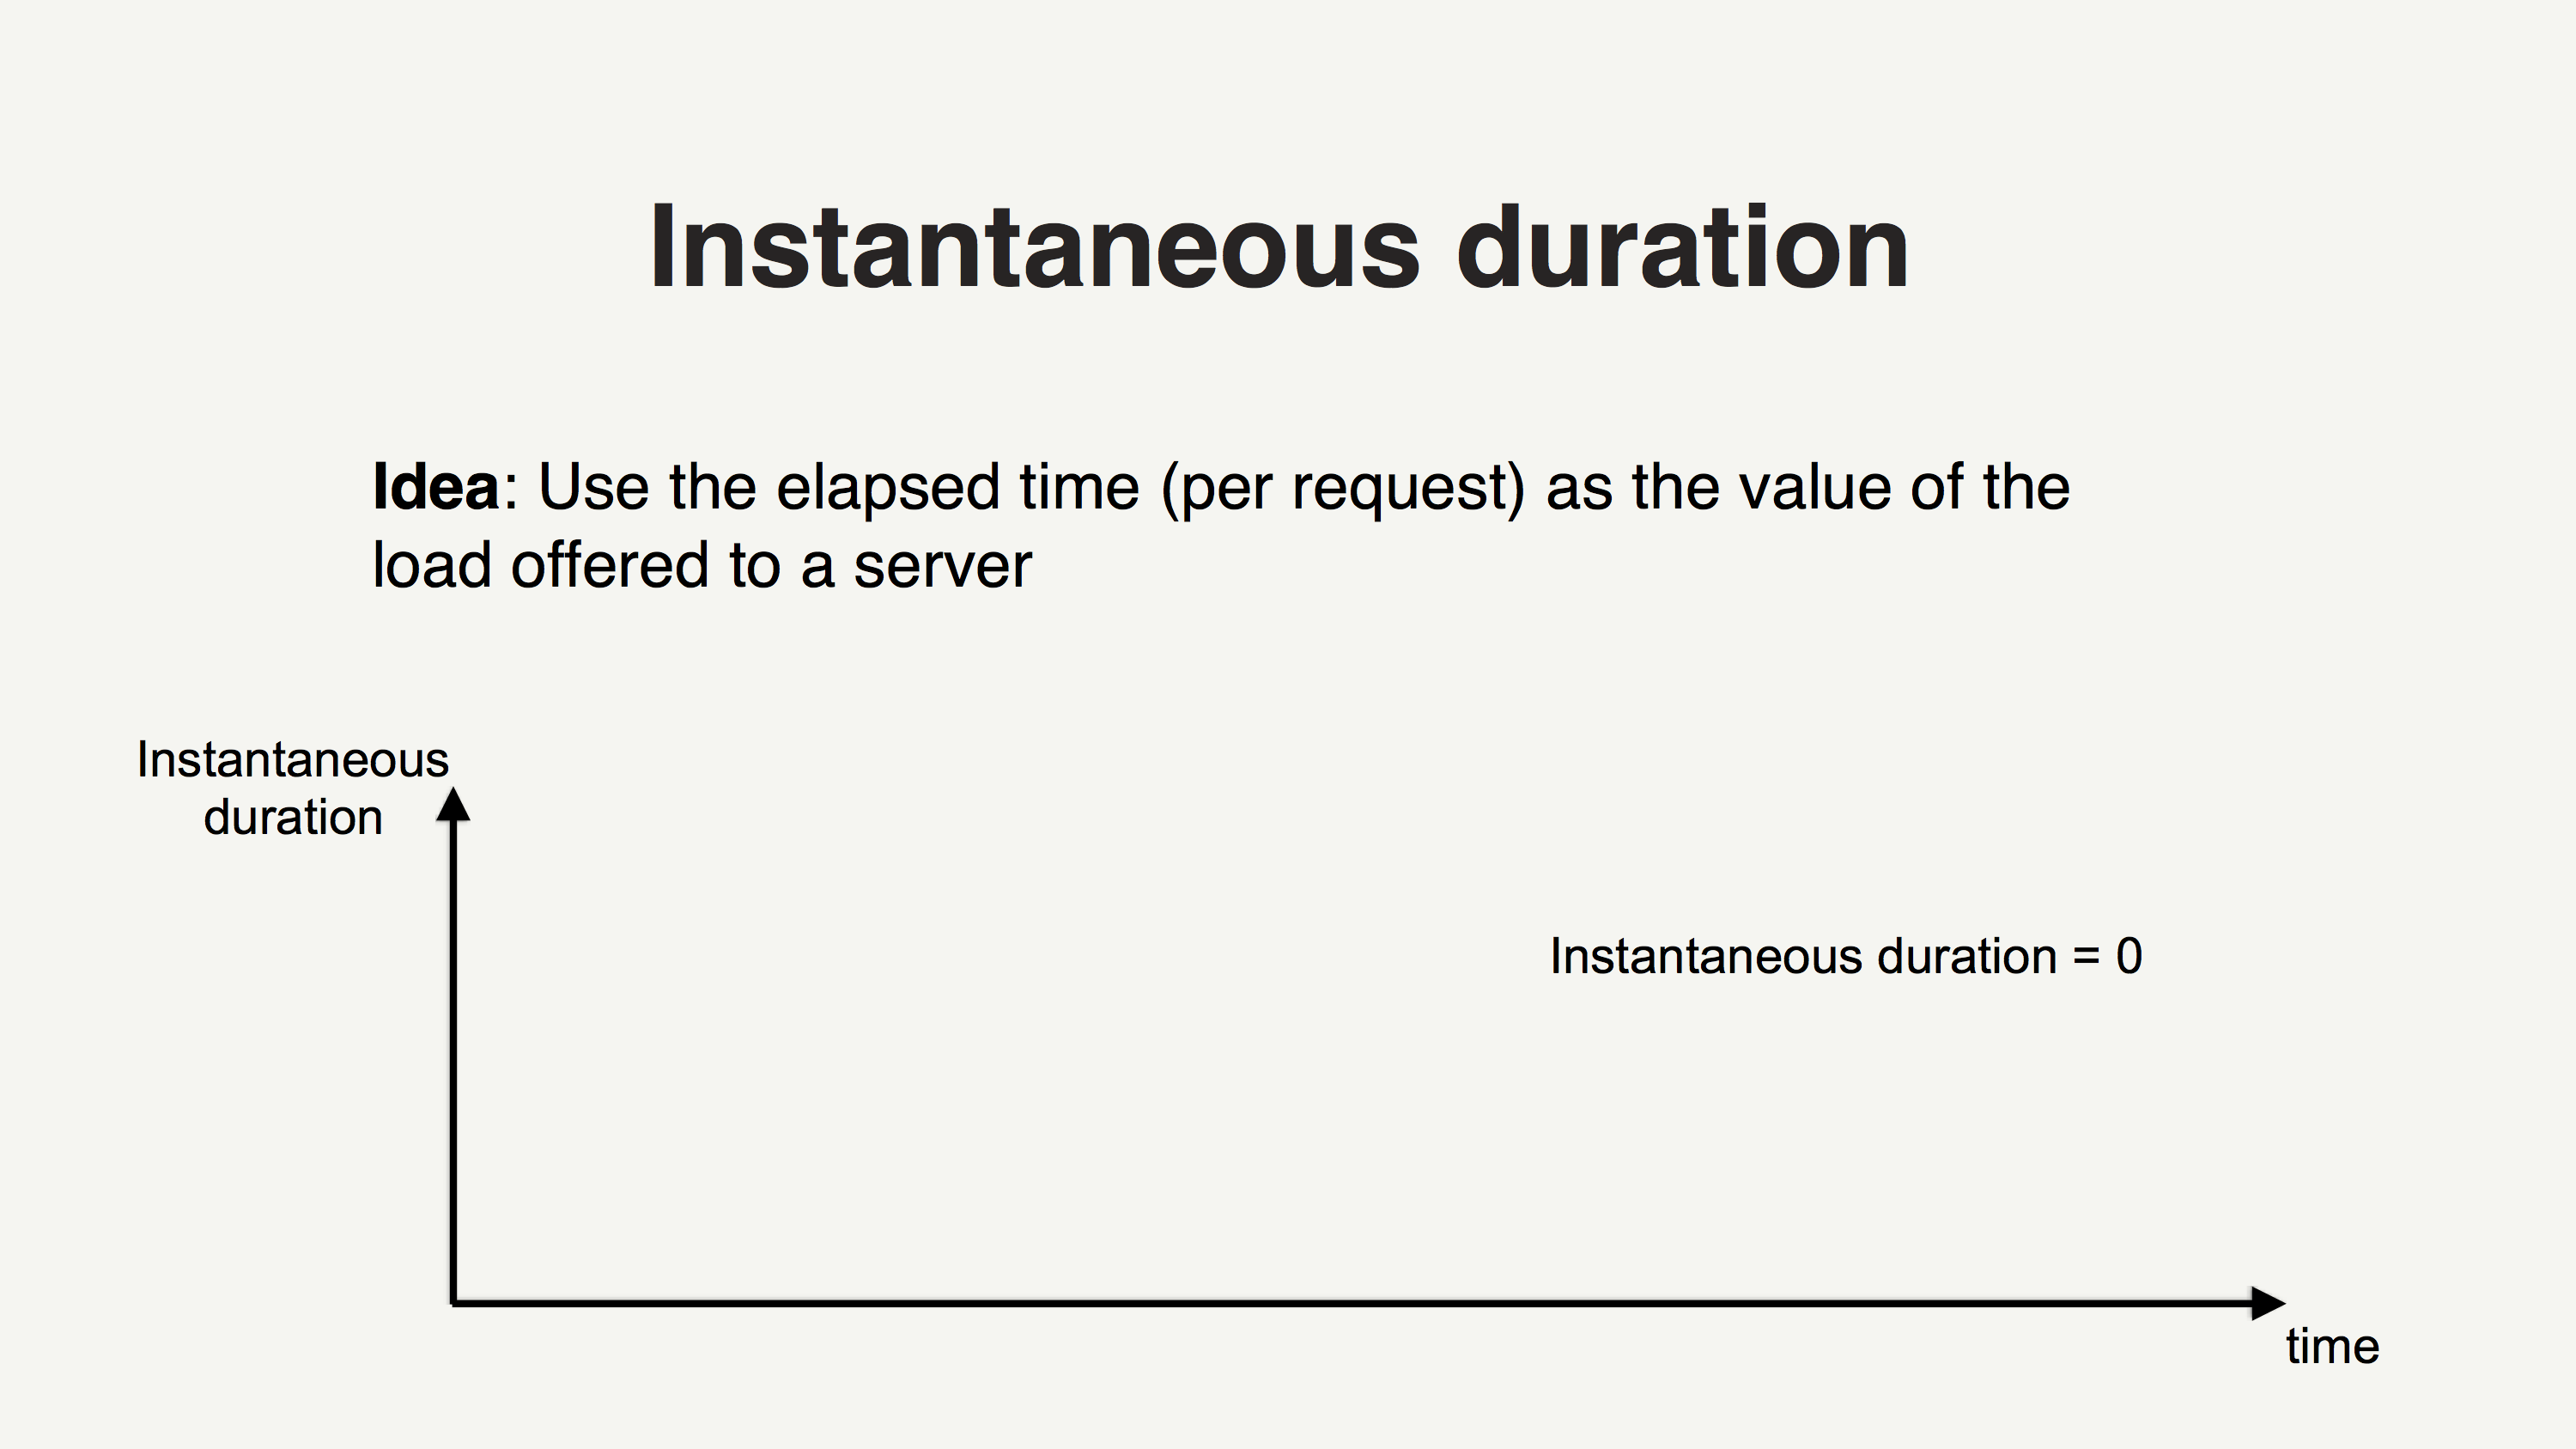 Instantaneous duration
Idea: Use the elapsed time (per request) as the value of the
load offered to a server
Instantaneous
duration
Instantaneous duration = 0
time